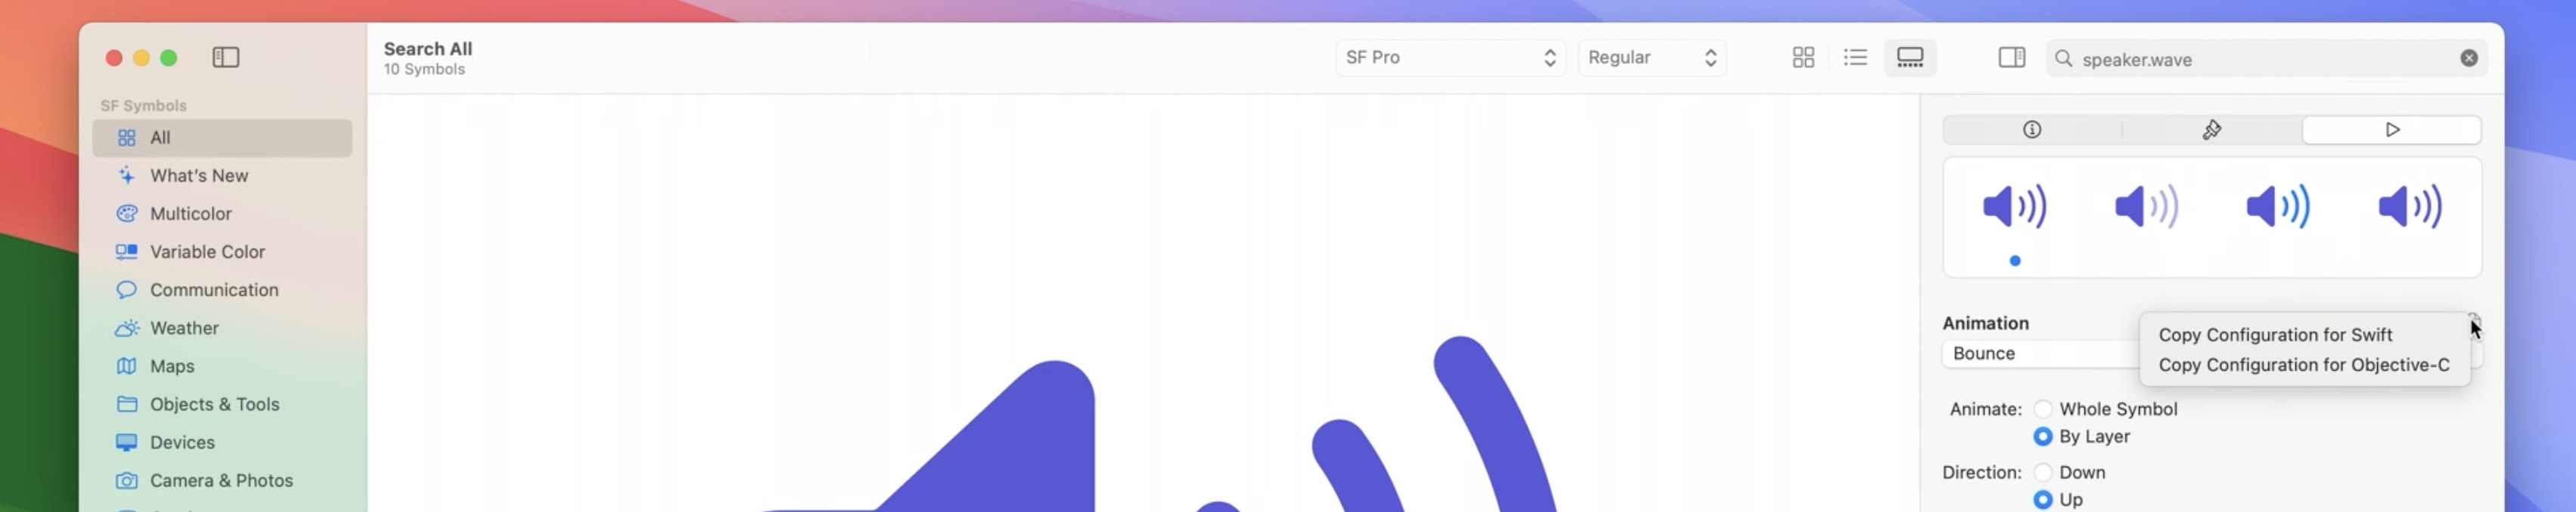 Search All
10 Symbols
SF Pro
Regular
speaker.wave
SF Symbols
All
What's New
Multicolor
Variable Color
Communication
Weather
Maps
Objects & Tools
Devices
Camera & Photos
Animation
Bounce
Copy Configuration for Swift
Copy Configuration for Objective-C
Animate:
Whole Symbol
By Layer
Direction:
Down
Up